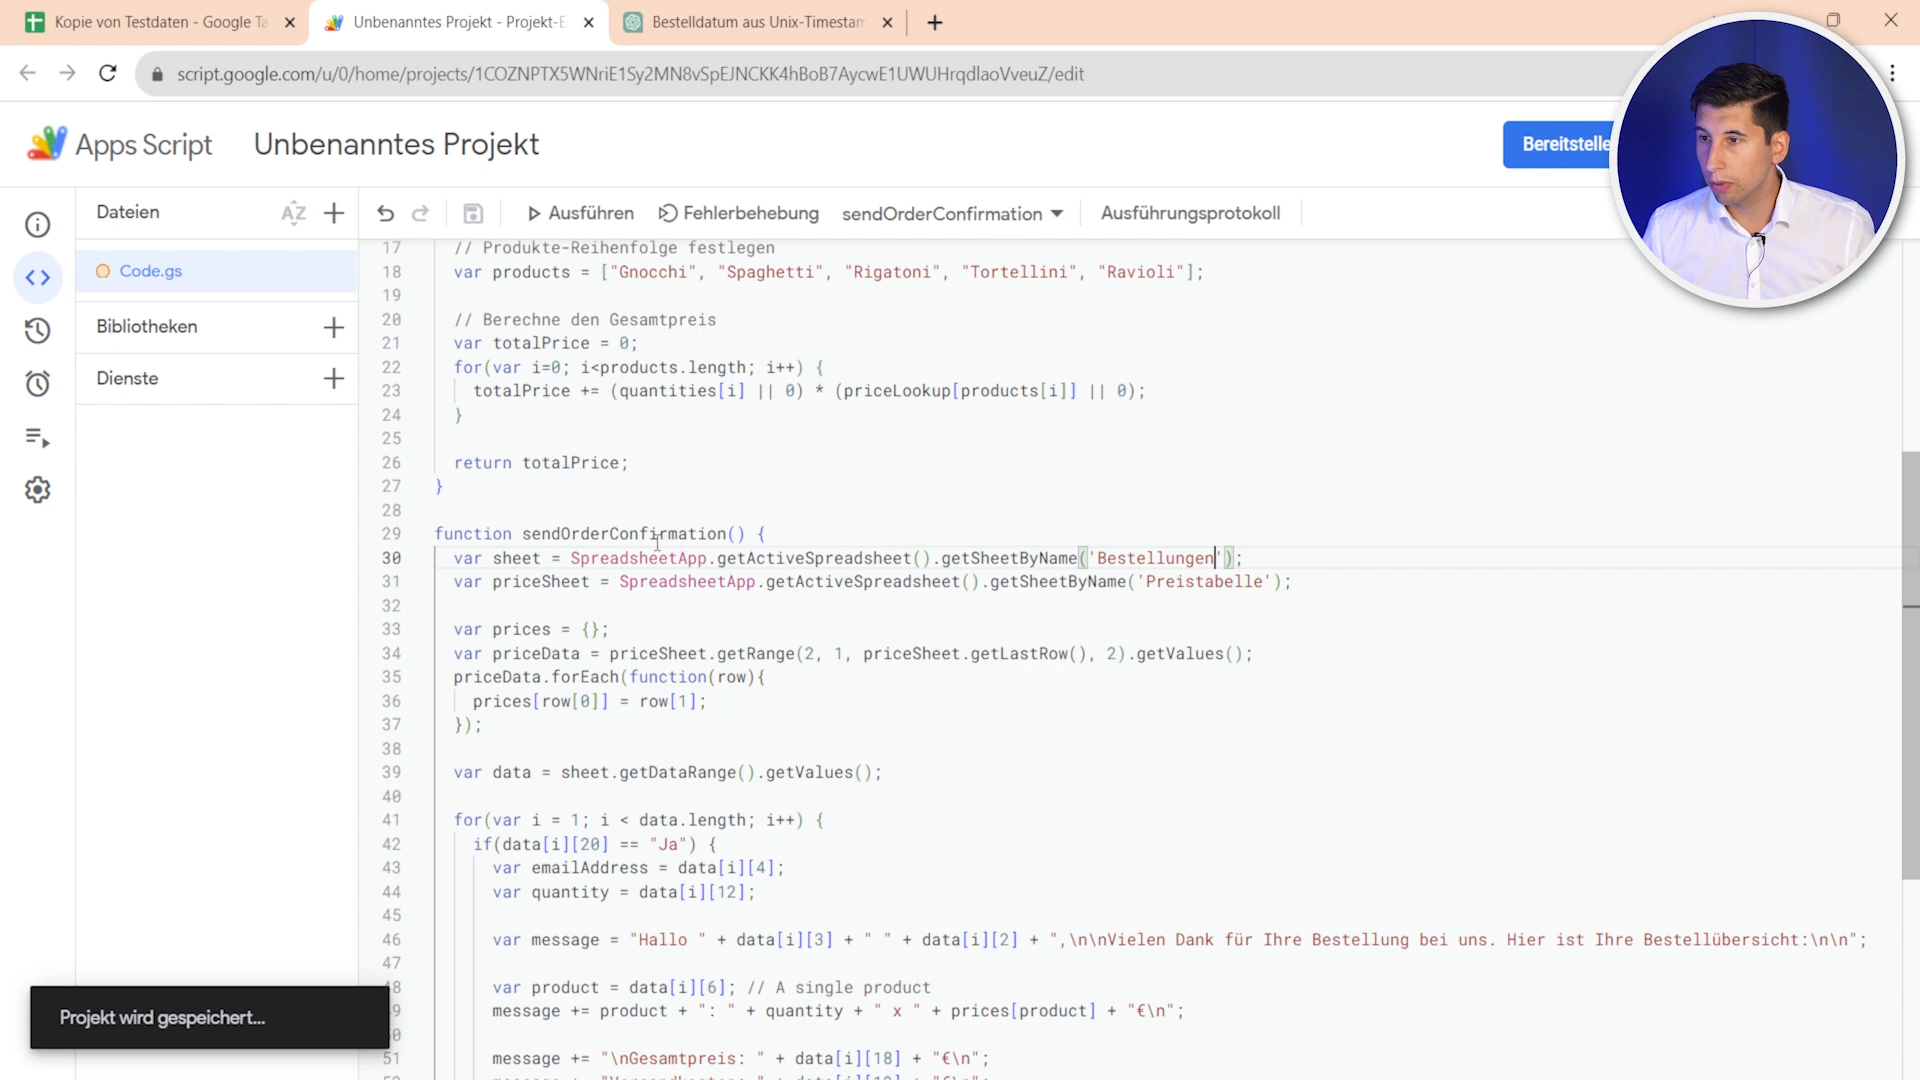 Kopie von Testdaten - Google Ta
Unbenanntes Projekt - Projekt-E
Bestelldatum aus Unix-Timestam
script.google.com/u/0/home/projects/1COZNPTX5WNriE1Sy2MN8vSpEJNCKK4hBoB7AycwE1UWUHrqdlaoVveuZ/edit
Apps Script
Unbenanntes Projekt
Bereitstelle
Dateien
AZ
Ausführen
Fehlerbehebung
sendOrderConfirmation
Ausführungsprotokoll
Code.gs
Bibliotheken
Dienste
17 // Produkte-Reihenfolge festlegen
18 var products = ["Gnocchi", "Spaghetti", "Rigatoni", "Tortellini", "Ravioli"];
19
20 // Berechne den Gesamtpreis
21 var totalPrice = 0;
22 for(var i=0; i<products.length; i++) {
23 totalPrice += (quantities[i] || 0) * (priceLookup[products[i]] || 0);
24 }
25
26 return totalPrice;
27 }
28
29 function sendOrderConfirmation() {
30 var sheet = SpreadsheetApp.getActiveSpreadsheet().getSheetByName('Bestellungen');
31 var priceSheet = SpreadsheetApp.getActiveSpreadsheet().getSheetByName('Preistabelle');
32
33 var prices = {};
34 var priceData = priceSheet.getRange(2, 1, priceSheet.getLastRow(), 2).getValues();
35 priceData.forEach(function(row){
36 prices[row[0]] = row[1];
37 });
38
39 var data = sheet.getDataRange().getValues();
40
41 for(var i = 1; i < data.length; i++) {
42 if(data[i][20] == "Ja") {
43 var emailAddress = data[i][4];
44 var quantity = data[i][12];
45
46 var message = "Hallo " + data[i][3] + " " + data[i][2] + ",\n\nVielen Dank für Ihre Bestellung bei uns. Hier ist Ihre Bestellübersicht:\n\n";
47
48 var product = data[i][6]; // A single product
9 message += product + ": " + quantity + " x " + prices[product] + "€\n";
0
51 message += "\nGesamtpreis: " + data[i][18] + "€\n";
Projekt wird gespeichert...